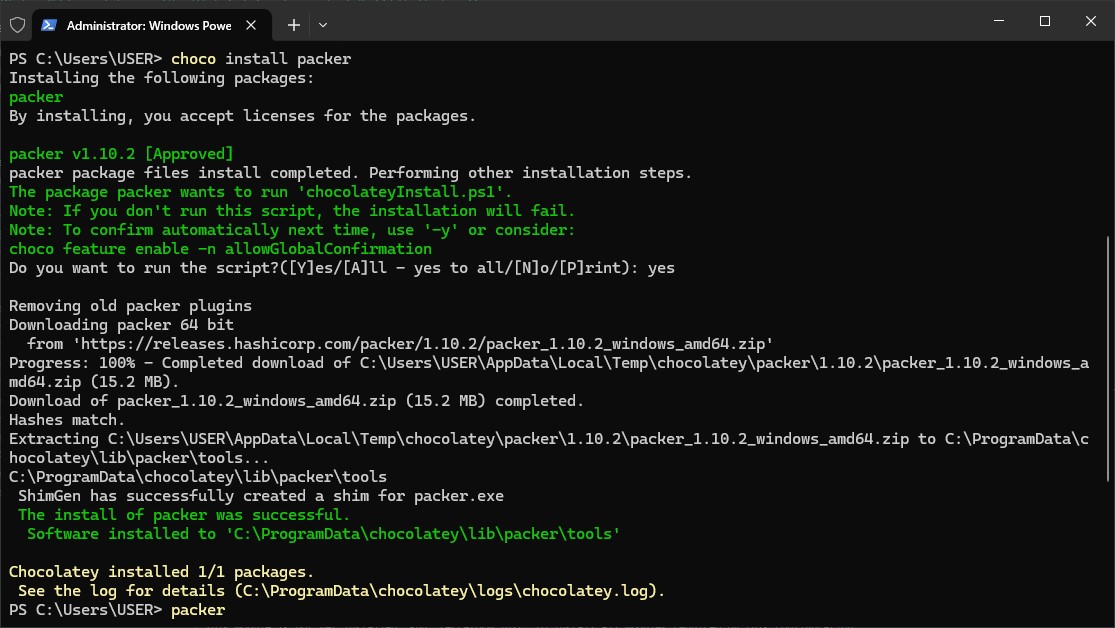 Administrator: Windows Powe
PS C:\Users\USER> choco install packer
Installing the following packages:
packer
By installing, you accept licenses for the packages.
packer v1.10.2 [Approved]
packer package files install completed. Performing other installation steps.
The package packer wants to run 'chocolateyInstall.ps1'.
Note: If you don't run this script, the installation will fail.
Note: To confirm automatically next time, use '-y' or consider:
choco feature enable -n allowGlobalConfirmation
Do you want to run the script?([Y]es/[A]ll - yes to all/[N]o/[P]rint): yes
Removing old packer plugins
Downloading packer 64 bit
from 'https://releases.hashicorp.com/packer/1.10.2/packer_1.10.2_windows_amd64.zip'
Progress: 100% - Completed download of C:\Users\USER\AppData\Local\Temp\chocolatey\packer\1.10.2\packer_1.10.2_windows_a
md64.zip (15.2 MB).
Download of packer_1.10.2_windows_amd64.zip (15.2 MB) completed.
Hashes match.
Extracting C:\Users\USER\AppData\Local\Temp\chocolatey\packer\1.10.2\packer_1.10.2_windows_amd64.zip to C:\ProgramData\c
hocolatey\lib\packer\tools...
C:\ProgramData\chocolatey\lib\packer\tools
ShimGen has successfully created a shim for packer.exe
The install of packer was successful.
Software installed to 'C:\ProgramData\chocolatey\lib\packer\tools'
Chocolatey installed 1/1 packages.
See the log for details (C:\ProgramData\chocolatey\logs\chocolatey.log).
PS C:\Users\USER> packer